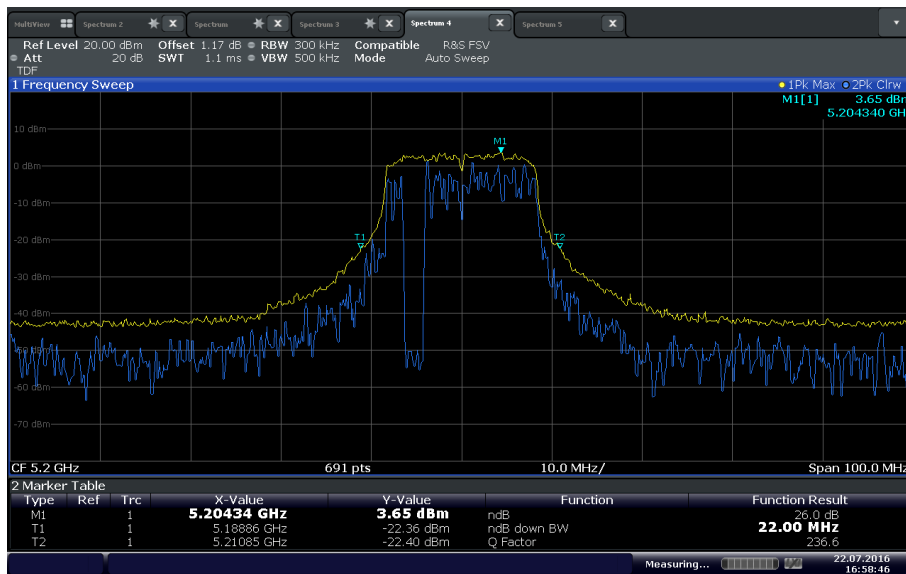 MultiView Spectrum 2 X Spectrum X Spectrum 3 X Spectrum 4 X Spectrum 5 X
Ref Level 20.00 dBm Offset 1.17 dB RBW 300 kHz Compatible R&S FSV
Att 20 dB SWT 1.1 ms VBW 500 kHz Mode Auto Sweep
TDF
1 Frequency Sweep 1Pk Max 2Pk Clrw
M1[1] 3.65 dBm
5.204340 GH
10 dBm
M1
0 dBm
-10 dBm
-20 dBm
T1 T2
-30 dBm
-40 dBm
-60 dBm
-70 dBm
CF 5.2 GHz 691 pts 10.0 MHz/ Span 100.0 MHz
2 Marker Table
Type Ref Trc X-Value Y-Value Function Function Result
M1 1 5.20434 GHz 3.65 dBm ndB 26.0 dB
T1 1 5.18886 GHz -22.36 dBm ndB down BW 22.00 MHz
T2 1 5.21085 GHz -22.40 dBm Q Factor 236.6
Measuring... 22.07.2016
16:58:46